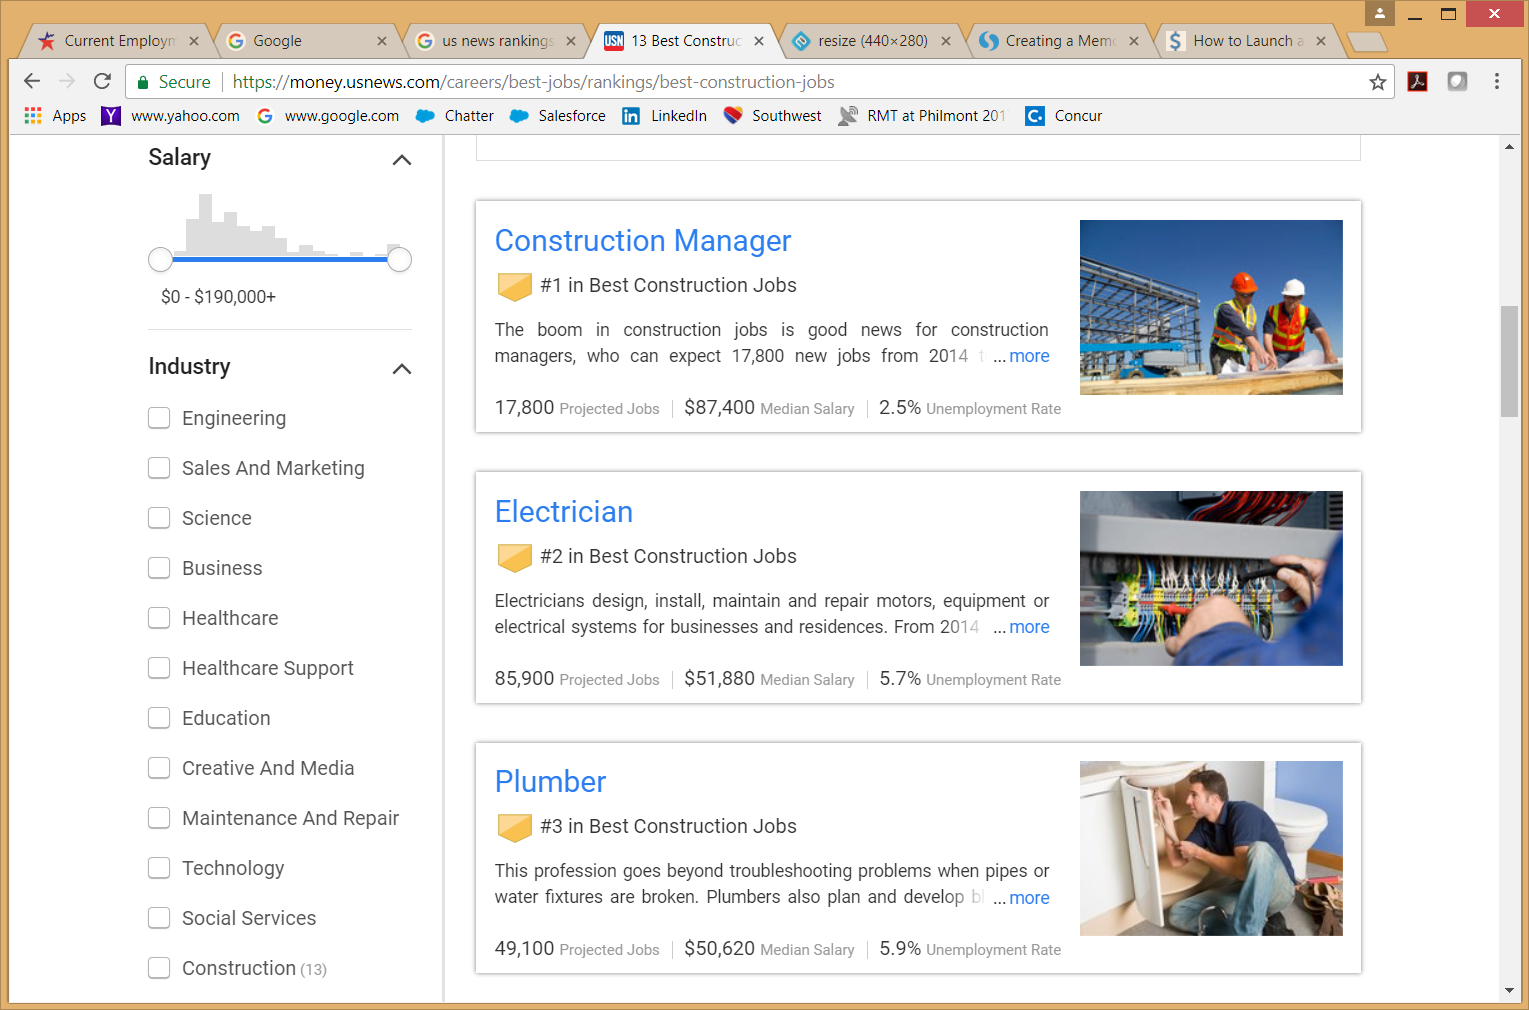 Current Employm
Google
us news rankings
USN 13 Best Construc
resize (440×280)
Creating a Memo
How to Launch a
Secure https://money.usnews.com/careers/best-jobs/rankings/best-construction-jobs
Apps www.yahoo.com www.google.com Chatter Salesforce LinkedIn Southwest RMT at Philmont 201 Concur
Salary
$0 - $190,000+
Industry
Engineering
Sales And Marketing
Science
Business
Healthcare
Healthcare Support
Education
Creative And Media
Maintenance And Repair
Technology
Social Services
Construction (13)
Construction Manager
#1 in Best Construction Jobs
The boom in construction jobs is good news for construction
managers, who can expect 17,800 new jobs from 2014 ... more
17,800 Projected Jobs $87,400 Median Salary 2.5% Unemployment Rate
Electrician
#2 in Best Construction Jobs
Electricians design, install, maintain and repair motors, equipment or
electrical systems for businesses and residences. From 2014 ... more
85,900 Projected Jobs $51,880 Median Salary 5.7% Unemployment Rate
Plumber
#3 in Best Construction Jobs
This profession goes beyond troubleshooting problems when pipes or
water fixtures are broken. Plumbers also plan and develop ... more
49,100 Projected Jobs $50,620 Median Salary 5.9% Unemployment Rate